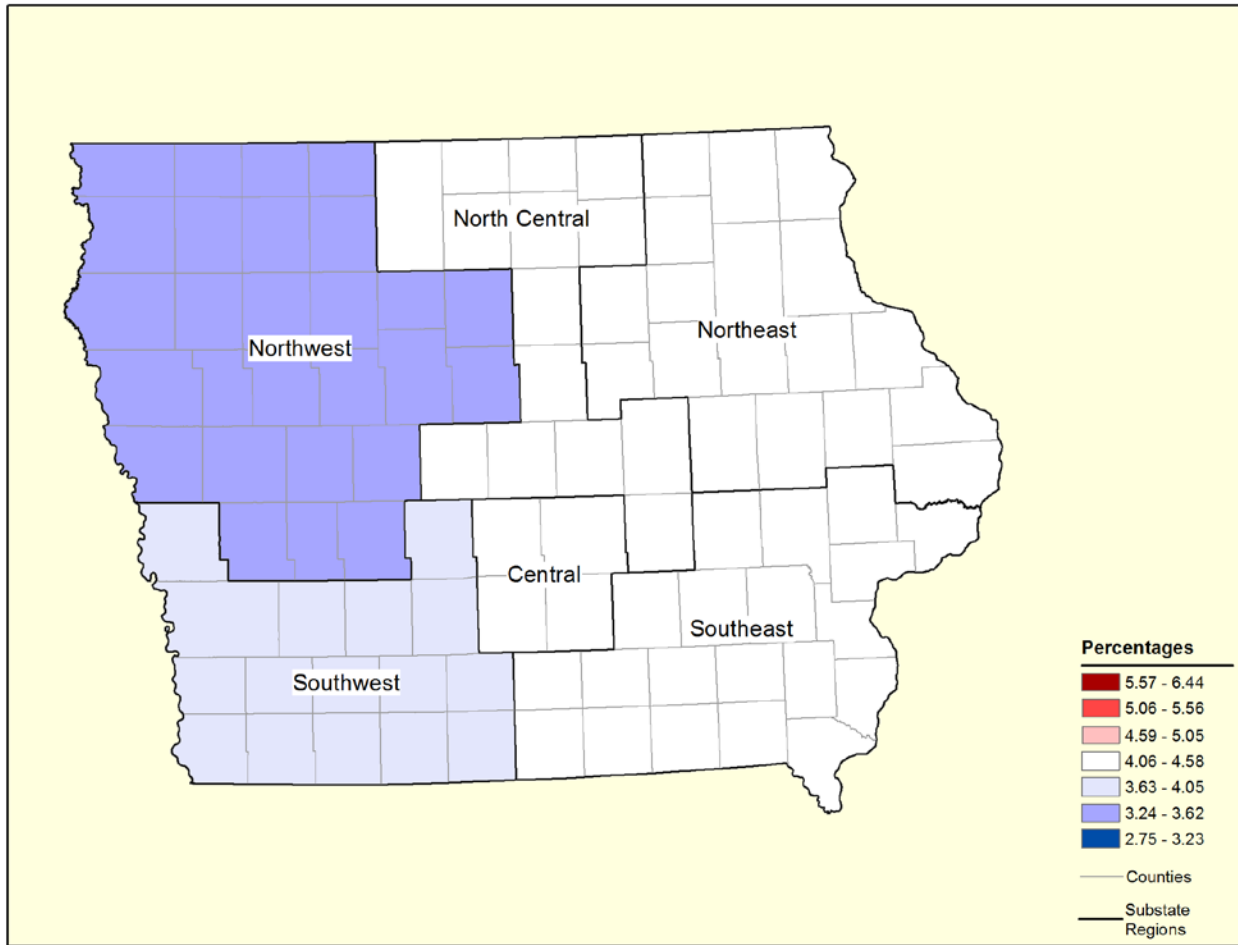 North Central
Northeast
Northwest
Central
Southeast
Southwest
Percentages
5.57 - 6.44
5.06 - 5.56
4.59 - 5.05
4.06 - 4.58
3.63 - 4.05
3.24 - 3.62
2.75 - 3.23
Counties
Substate
Regions